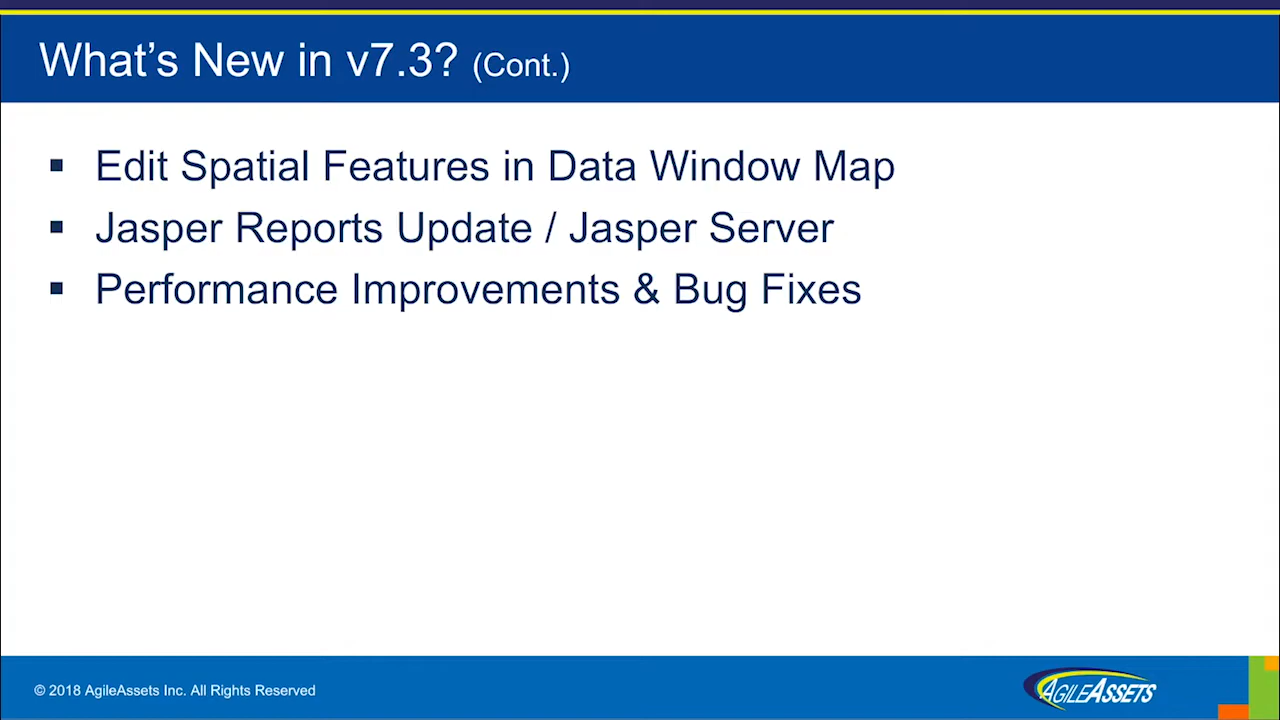 What's New in v7.3? (Cont.)
▪ Edit Spatial Features in Data Window Map
▪ Jasper Reports Update / Jasper Server
▪ Performance Improvements & Bug Fixes
© 2018 AgileAssets Inc. All Rights Reserved
AGILEASSETS